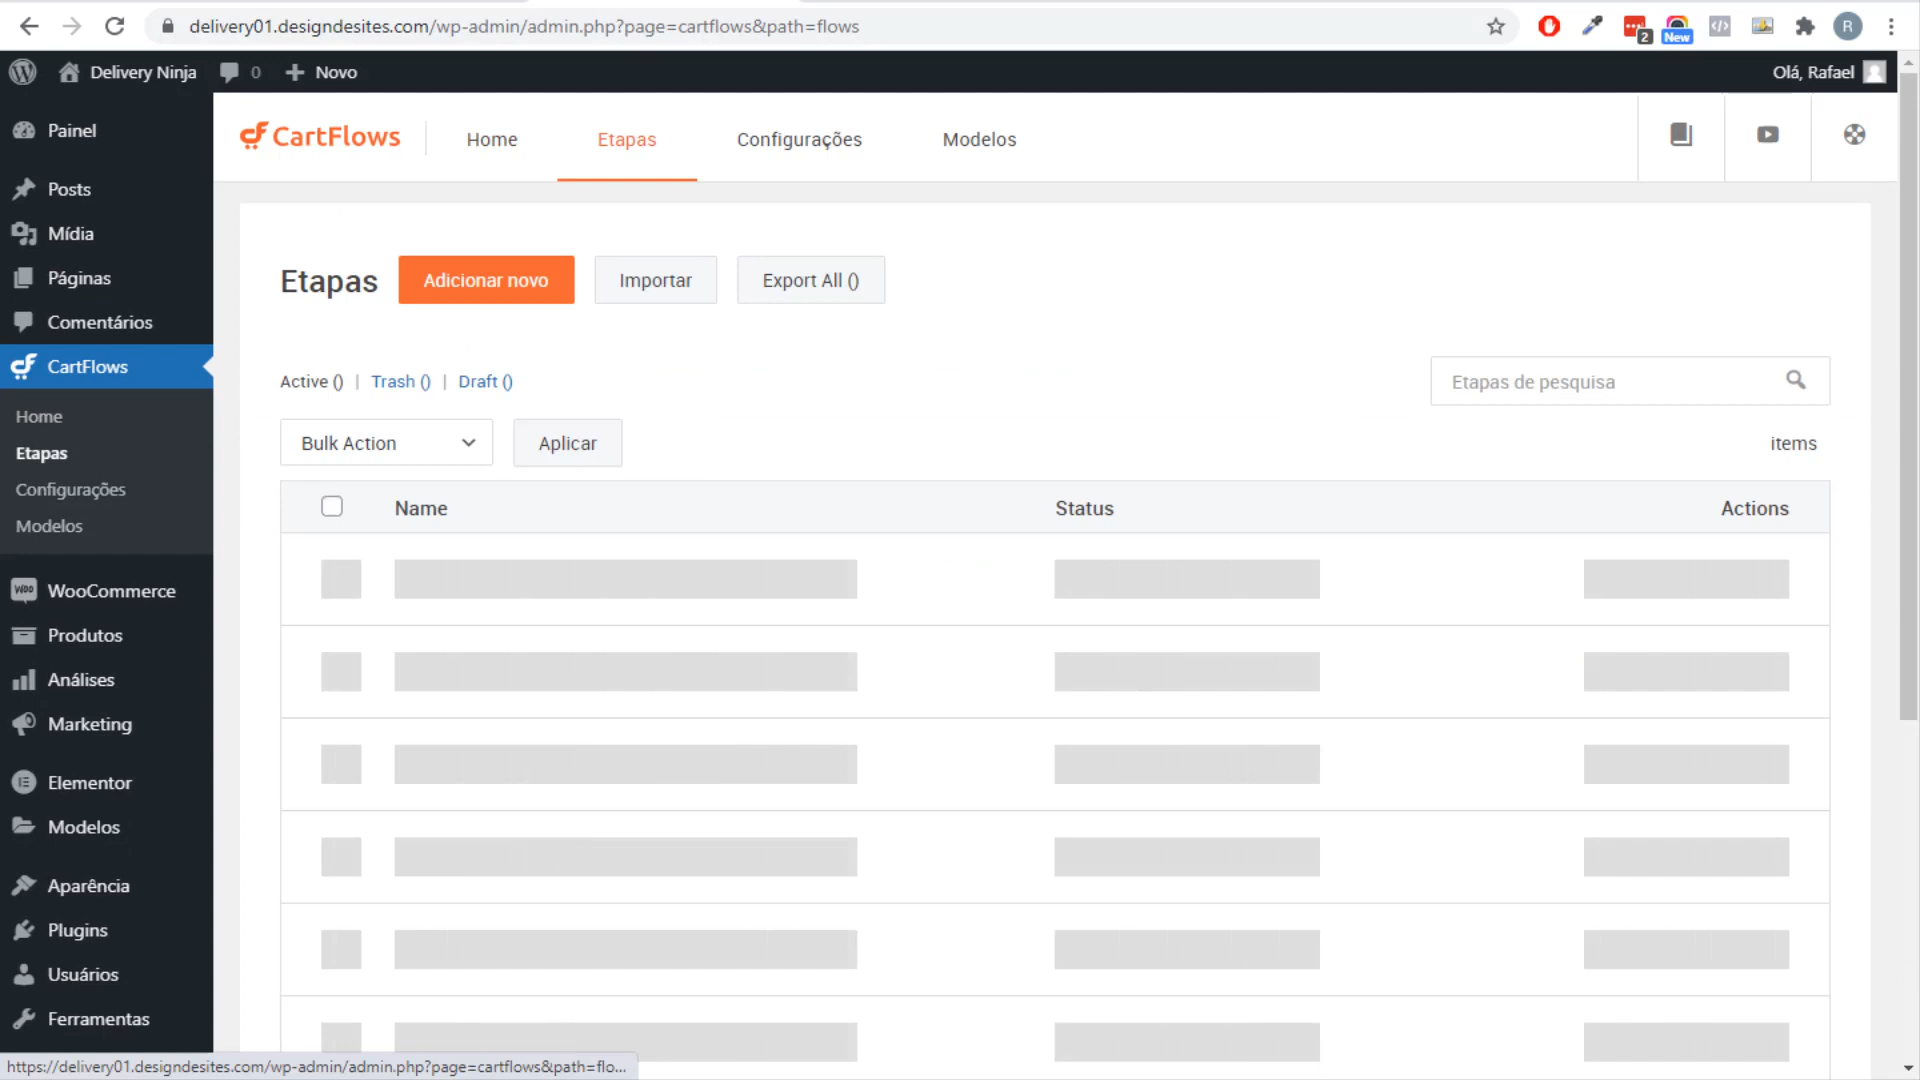 delivery01.designdesites.com/wp-admin/admin.php?page=cartflows&path=flows
2
New
R
Delivery Ninja
0
Novo
Olá, Rafael
Painel
Posts
Mídia
Páginas
Comentários
CartFlows
Home
Etapas
Configurações
Modelos
WooCommerce
Produtos
Análises
Marketing
Elementor
Modelos
Aparência
Plugins
Usuários
Ferramentas
CartFlows
Home
Etapas
Configurações
Modelos
Etapas
Adicionar novo
Importar
Export All ()
Active () | Trash () | Draft ()
Etapas de pesquisa
Bulk Action
Aplicar
items
Name
Status
Actions
https://delivery01.designdesites.com/wp-admin/admin.php?page=cartflows&path=flo...